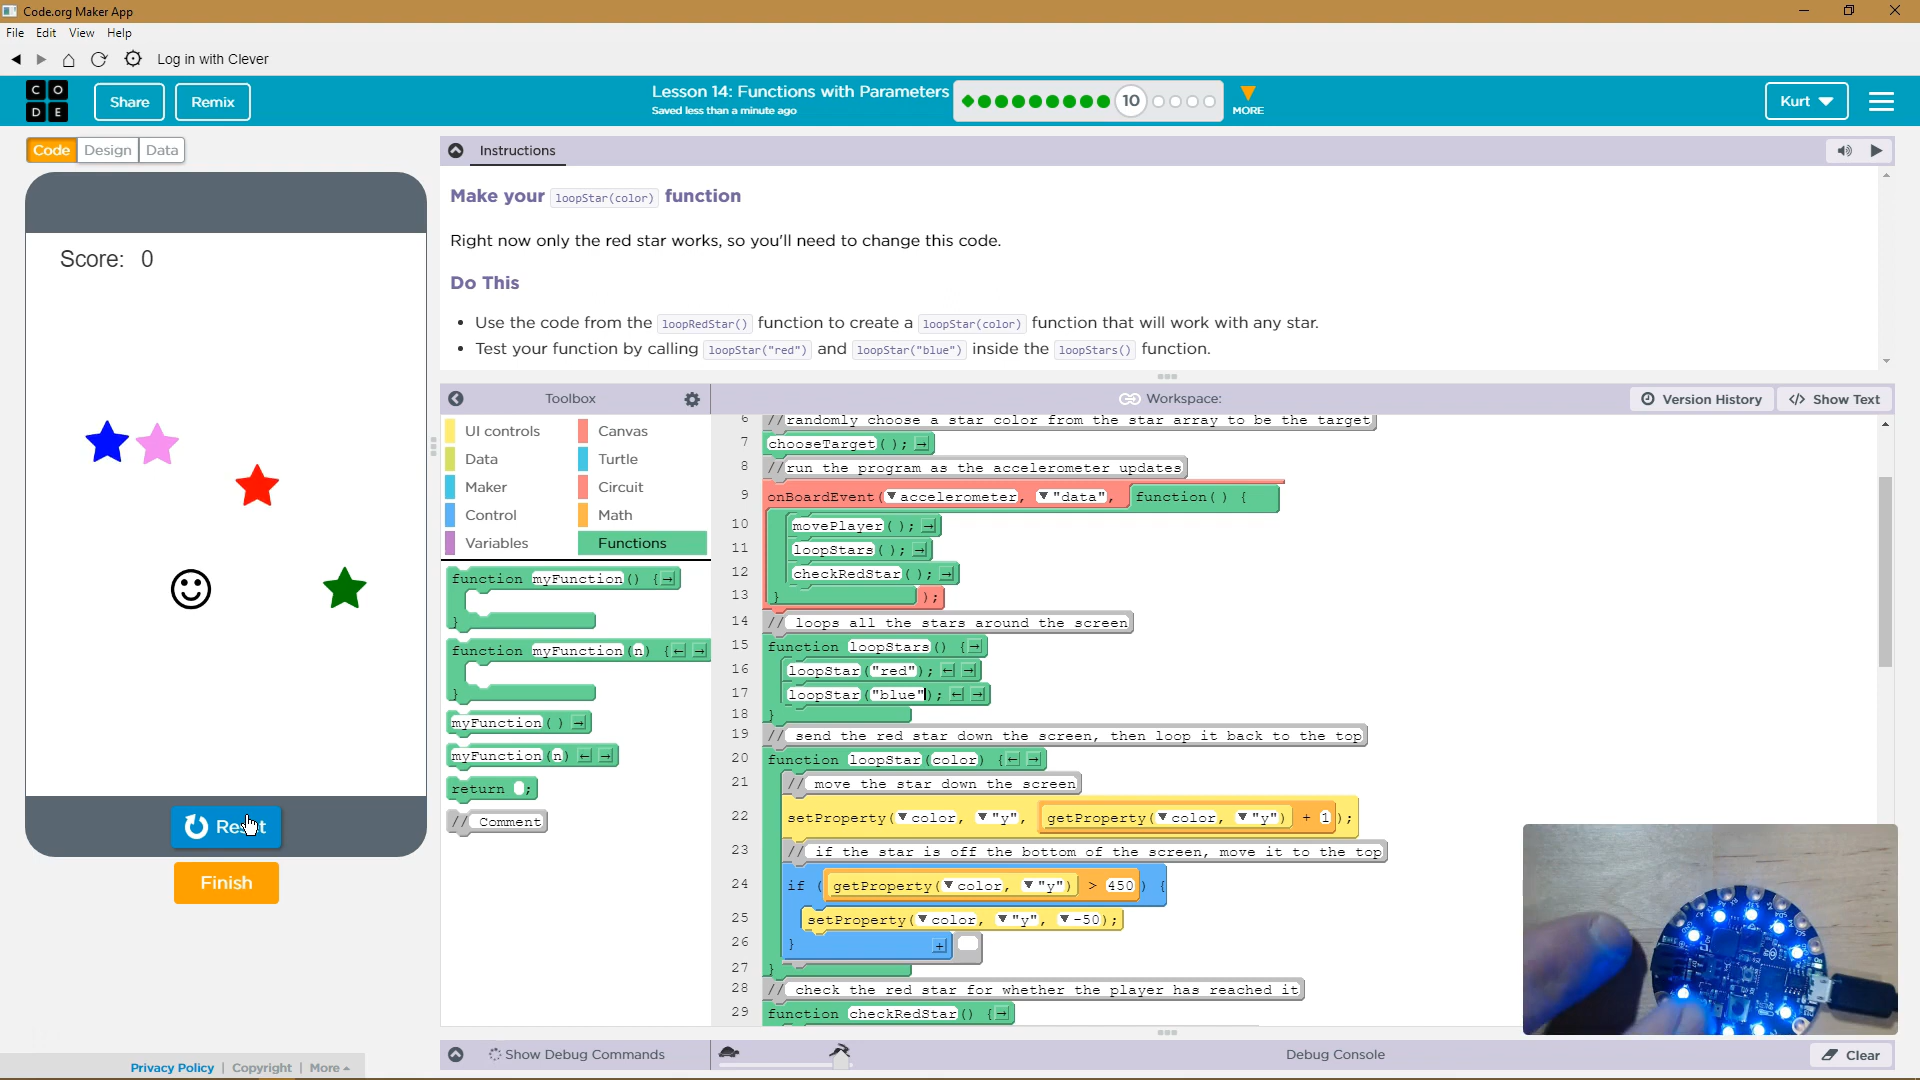 Code.org Maker App
File Edit View Help
Log in with Clever
C O D E
Share
Remix
Lesson 14: Functions with Parameters
Saved less than a minute ago
10
MORE
Kurt
Code Design Data
Instructions
Make your loopStar(color) function
Right now only the red star works, so you'll need to change this code.
Do This
• Use the code from the loopRedStar() function to create a loopStar(color) function that will work with any star.
• Test your function by calling loopStar("red") and loopStar("blue") inside the loopStars() function.
Score: 0
Reset
Finish
Toolbox
Workspace:
Version History
</> Show Text
UI controls
Canvas
Data
Turtle
Maker
Circuit
Control
Math
Variables
Functions
function myFunction() {
}
function myFunction(n) {
}
myFunction()
myFunction(n)
return ;
// Comment
6 //randomly choose a star color from the star array to be the target
7 chooseTarget();
8 //run the program as the accelerometer updates
9 onBoardEvent(accelerometer, "data", function() {
10 movePlayer();
11 loopStars();
12 checkRedStar();
13 } );
14 // loops all the stars around the screen
15 function loopStars() {
16 loopStar("red");
17 loopStar("blue");
18 }
19 // send the red star down the screen, then loop it back to the top
20 function loopStar(color) {
21 // move the star down the screen
22 setProperty(color, "y", getProperty(color, "y") + 1);
23 // if the star is off the bottom of the screen, move it to the top
24 if (getProperty(color, "y") > 450) {
25 setProperty(color, "y", -50);
26 } +
27 }
28 // check the red star for whether the player has reached it
29 function checkRedStar() {
Show Debug Commands
Debug Console
Clear
Privacy Policy | Copyright | More